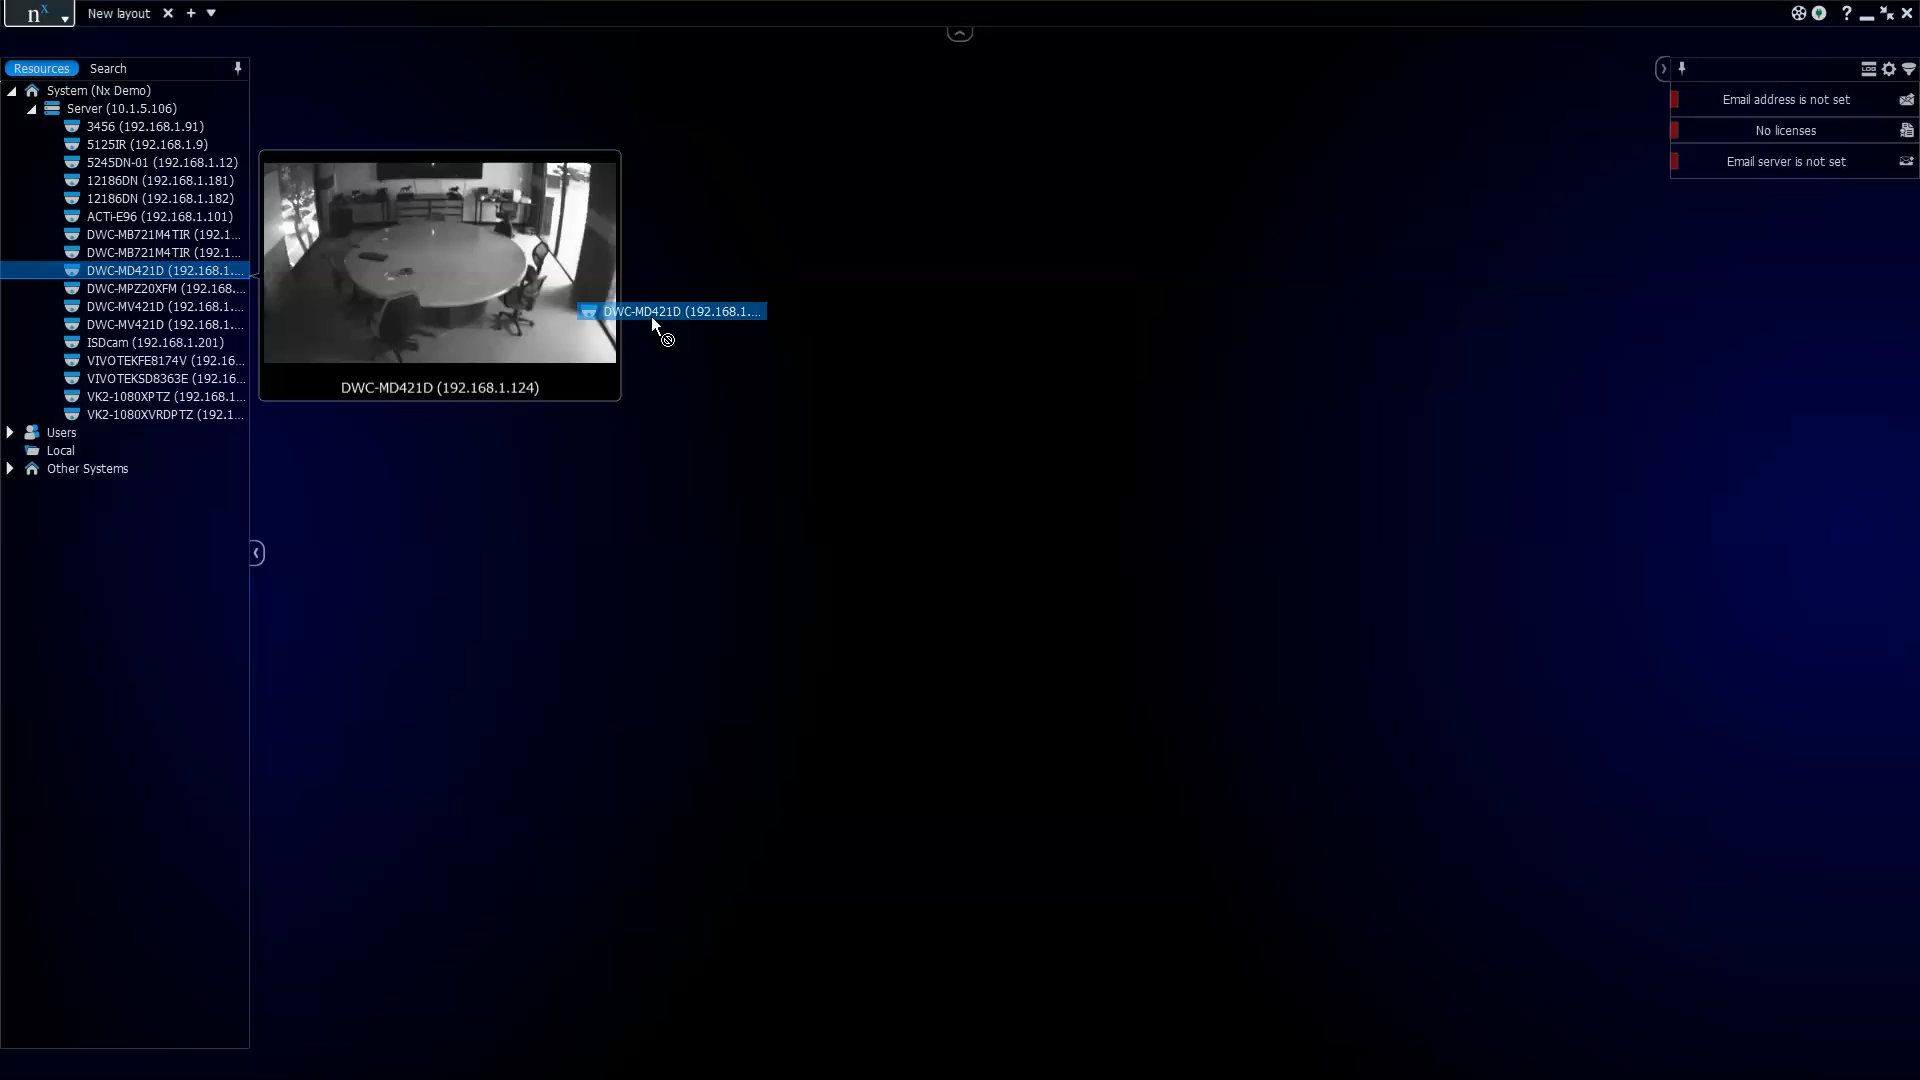 nx
New layout
Resources Search
System (Nx Demo)
Server (10.1.5.106)
3456 (192.168.1.91)
5125IR (192.168.1.9)
5245DN-01 (192.168.1.12)
12186DN (192.168.1.181)
12186DN (192.168.1.182)
ACTi-E96 (192.168.1.101)
DWC-MB721M4TIR (192.1...
DWC-MB721M4TIR (192.1...
DWC-MD421D (192.168.1....
DWC-MPZ20XFM (192.168....
DWC-MV421D (192.168.1....
DWC-MV421D (192.168.1....
ISDcam (192.168.1.201)
VIVOTEKFE8174V (192.16...
VIVOTEKSD8363E (192.16...
VK2-1080XPTZ (192.168.1...
VK2-1080XVRDPTZ (192.1...
Users
Local
Other Systems
DWC-MD421D (192.168.1....
DWC-MD421D (192.168.1.124)
?
LOG
Email address is not set
No licenses
Email server is not set